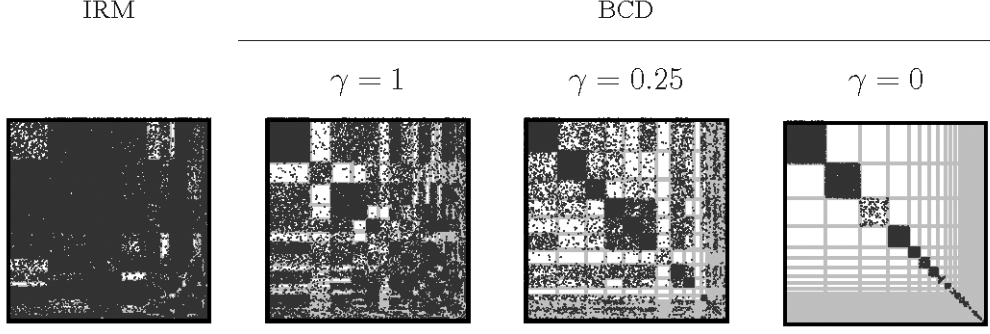 IRM BCD
γ = 1 γ = 0.25 γ = 0